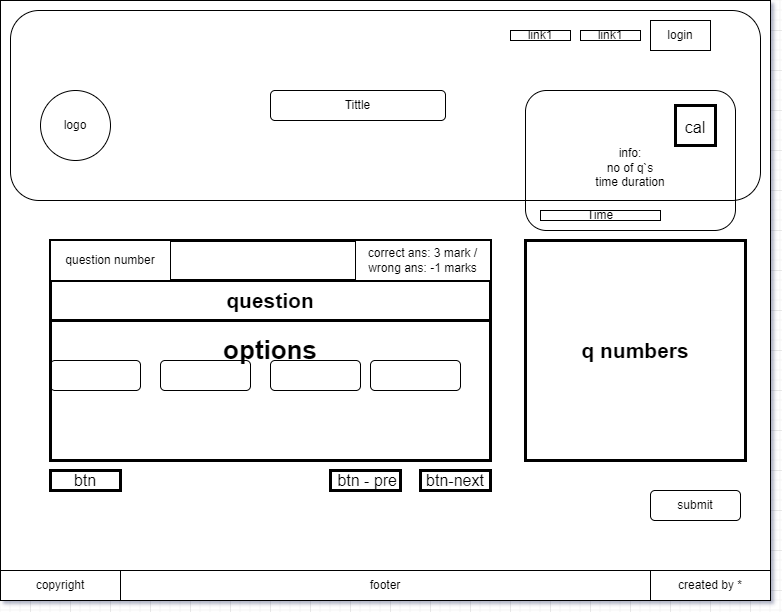 link1
link1
login
logo
Tittle
cal
info:
no of q`s
time duration
Time
question number
correct ans: 3 mark /
wrong ans: -1 marks
question
options
q numbers
btn
btn - pre
btn-next
submit
copyright
footer
created by *